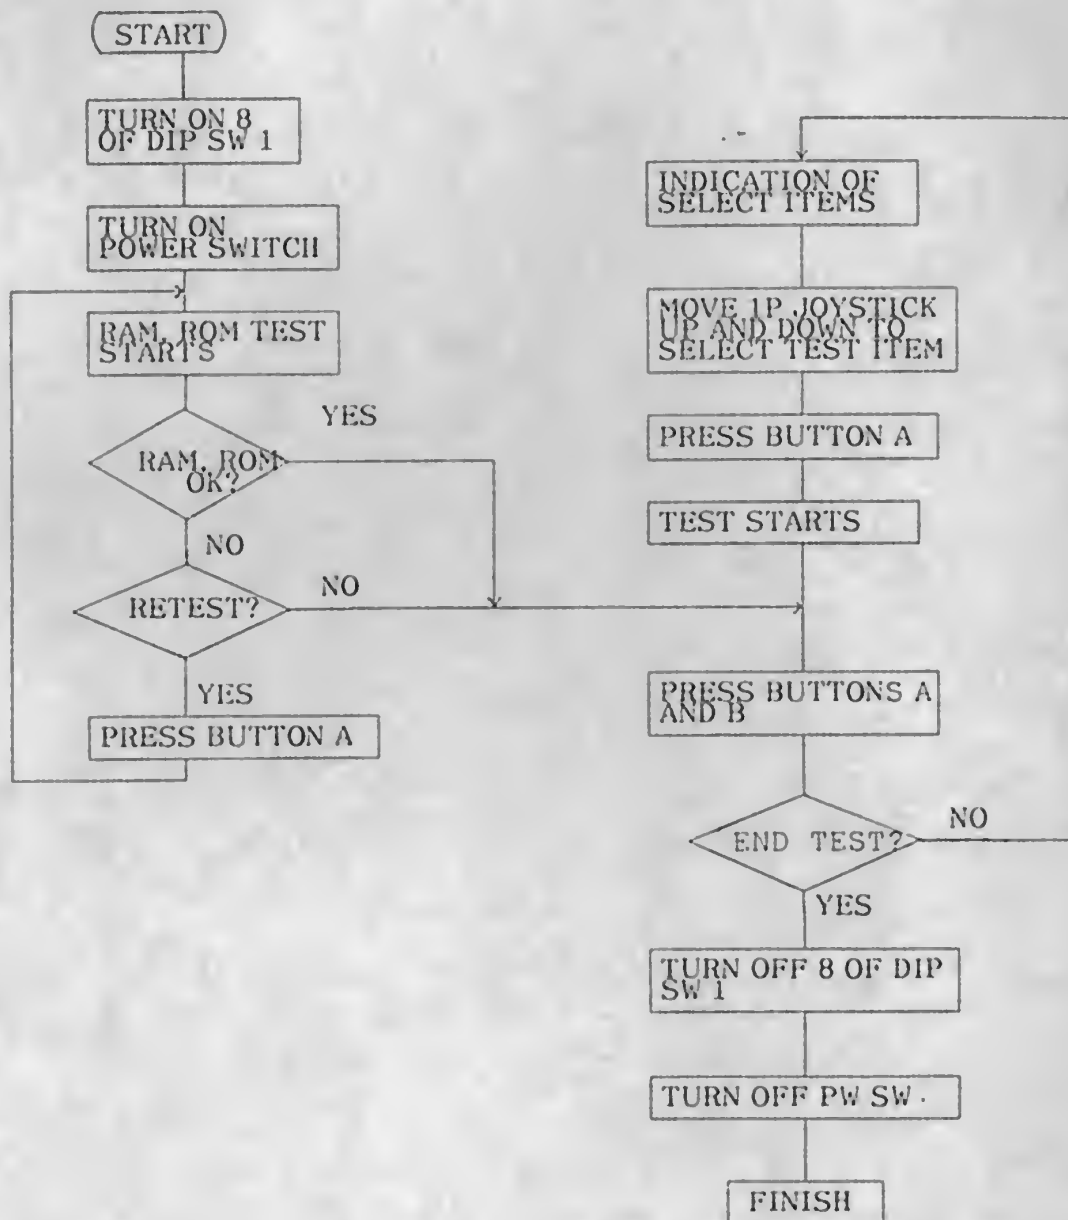 START
TURN ON 8
OF DIP SW 1
TURN ON
POWER SWITCH
RAM, ROM TEST
STARTS
YES
RAM, ROM
OK?
NO
RETEST?
NO
YES
PRESS BUTTON A
INDICATION OF
SELECT ITEMS
MOVE 1P JOYSTICK
UP AND DOWN TO
SELECT TEST ITEM
PRESS BUTTON A
TEST STARTS
PRESS BUTTONS A
AND B
END TEST?
NO
YES
TURN OFF 8 OF DIP
SW 1
TURN OFF PW SW
FINISH